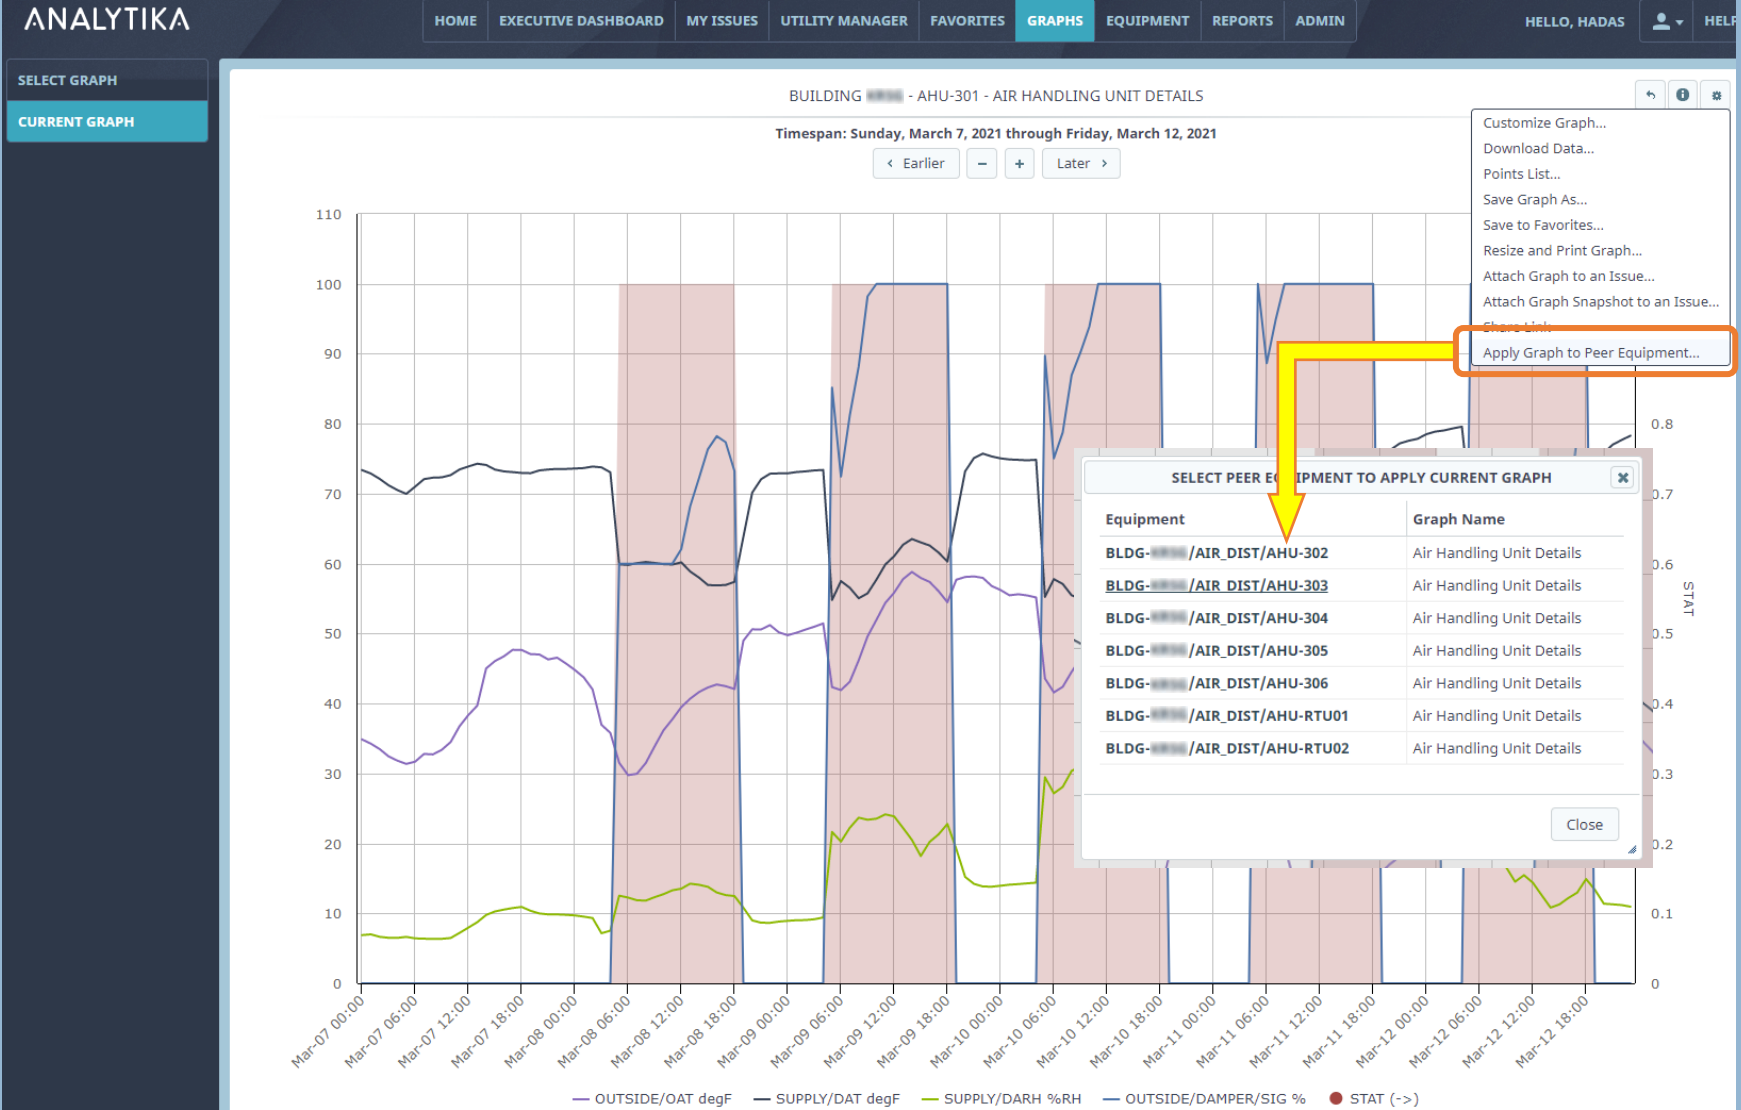 ANALYTIKA
HOME EXECUTIVE DASHBOARD MY ISSUES UTILITY MANAGER FAVORITES GRAPHS EQUIPMENT REPORTS ADMIN
HELLO, HADAS
SELECT GRAPH
CURRENT GRAPH
BUILDING - AHU-301 - AIR HANDLING UNIT DETAILS
Timespan: Sunday, March 7, 2021 through Friday, March 12, 2021
< Earlier − + Later >
Customize Graph...
Download Data...
Points List...
Save Graph As...
Save to Favorites...
Resize and Print Graph...
Attach Graph to an Issue...
Attach Graph Snapshot to an Issue...
Share Link
Apply Graph to Peer Equipment...
110
100
90
80
70
60
50
40
30
20
10
0
0.8
0.7
0.6
0.5
0.4
0.3
0.2
0.1
0
STAT
SELECT PEER EQUIPMENT TO APPLY CURRENT GRAPH
Equipment Graph Name
BLDG- /AIR_DIST/AHU-302 Air Handling Unit Details
BLDG- /AIR_DIST/AHU-303 Air Handling Unit Details
BLDG- /AIR_DIST/AHU-304 Air Handling Unit Details
BLDG- /AIR_DIST/AHU-305 Air Handling Unit Details
BLDG- /AIR_DIST/AHU-306 Air Handling Unit Details
BLDG- /AIR_DIST/AHU-RTU01 Air Handling Unit Details
BLDG- /AIR_DIST/AHU-RTU02 Air Handling Unit Details
Close
Mar-07 00:00
Mar-07 06:00
Mar-07 12:00
Mar-07 18:00
Mar-08 00:00
Mar-08 06:00
Mar-08 12:00
Mar-08 18:00
Mar-09 00:00
Mar-09 06:00
Mar-09 12:00
Mar-09 18:00
Mar-10 00:00
Mar-10 06:00
Mar-10 12:00
Mar-10 18:00
Mar-11 00:00
Mar-11 06:00
Mar-11 12:00
Mar-11 18:00
Mar-12 00:00
Mar-12 06:00
Mar-12 12:00
Mar-12 18:00
OUTSIDE/OAT degF SUPPLY/DAT degF SUPPLY/DARH %RH OUTSIDE/DAMPER/SIG % STAT (->)